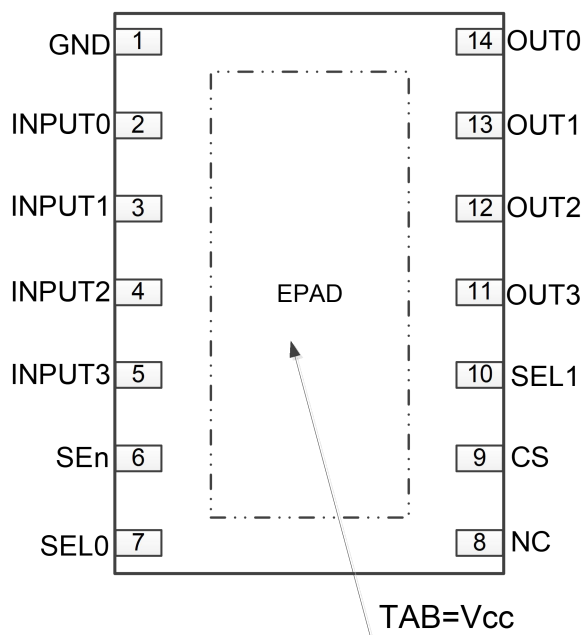 GND 1 14 OUT0
INPUT0 2 13 OUT1
INPUT1 3 12 OUT2
INPUT2 4 EPAD 11 OUT3
INPUT3 5 10 SEL1
SEn 6 9 CS
SEL0 7 8 NC
TAB=Vcc